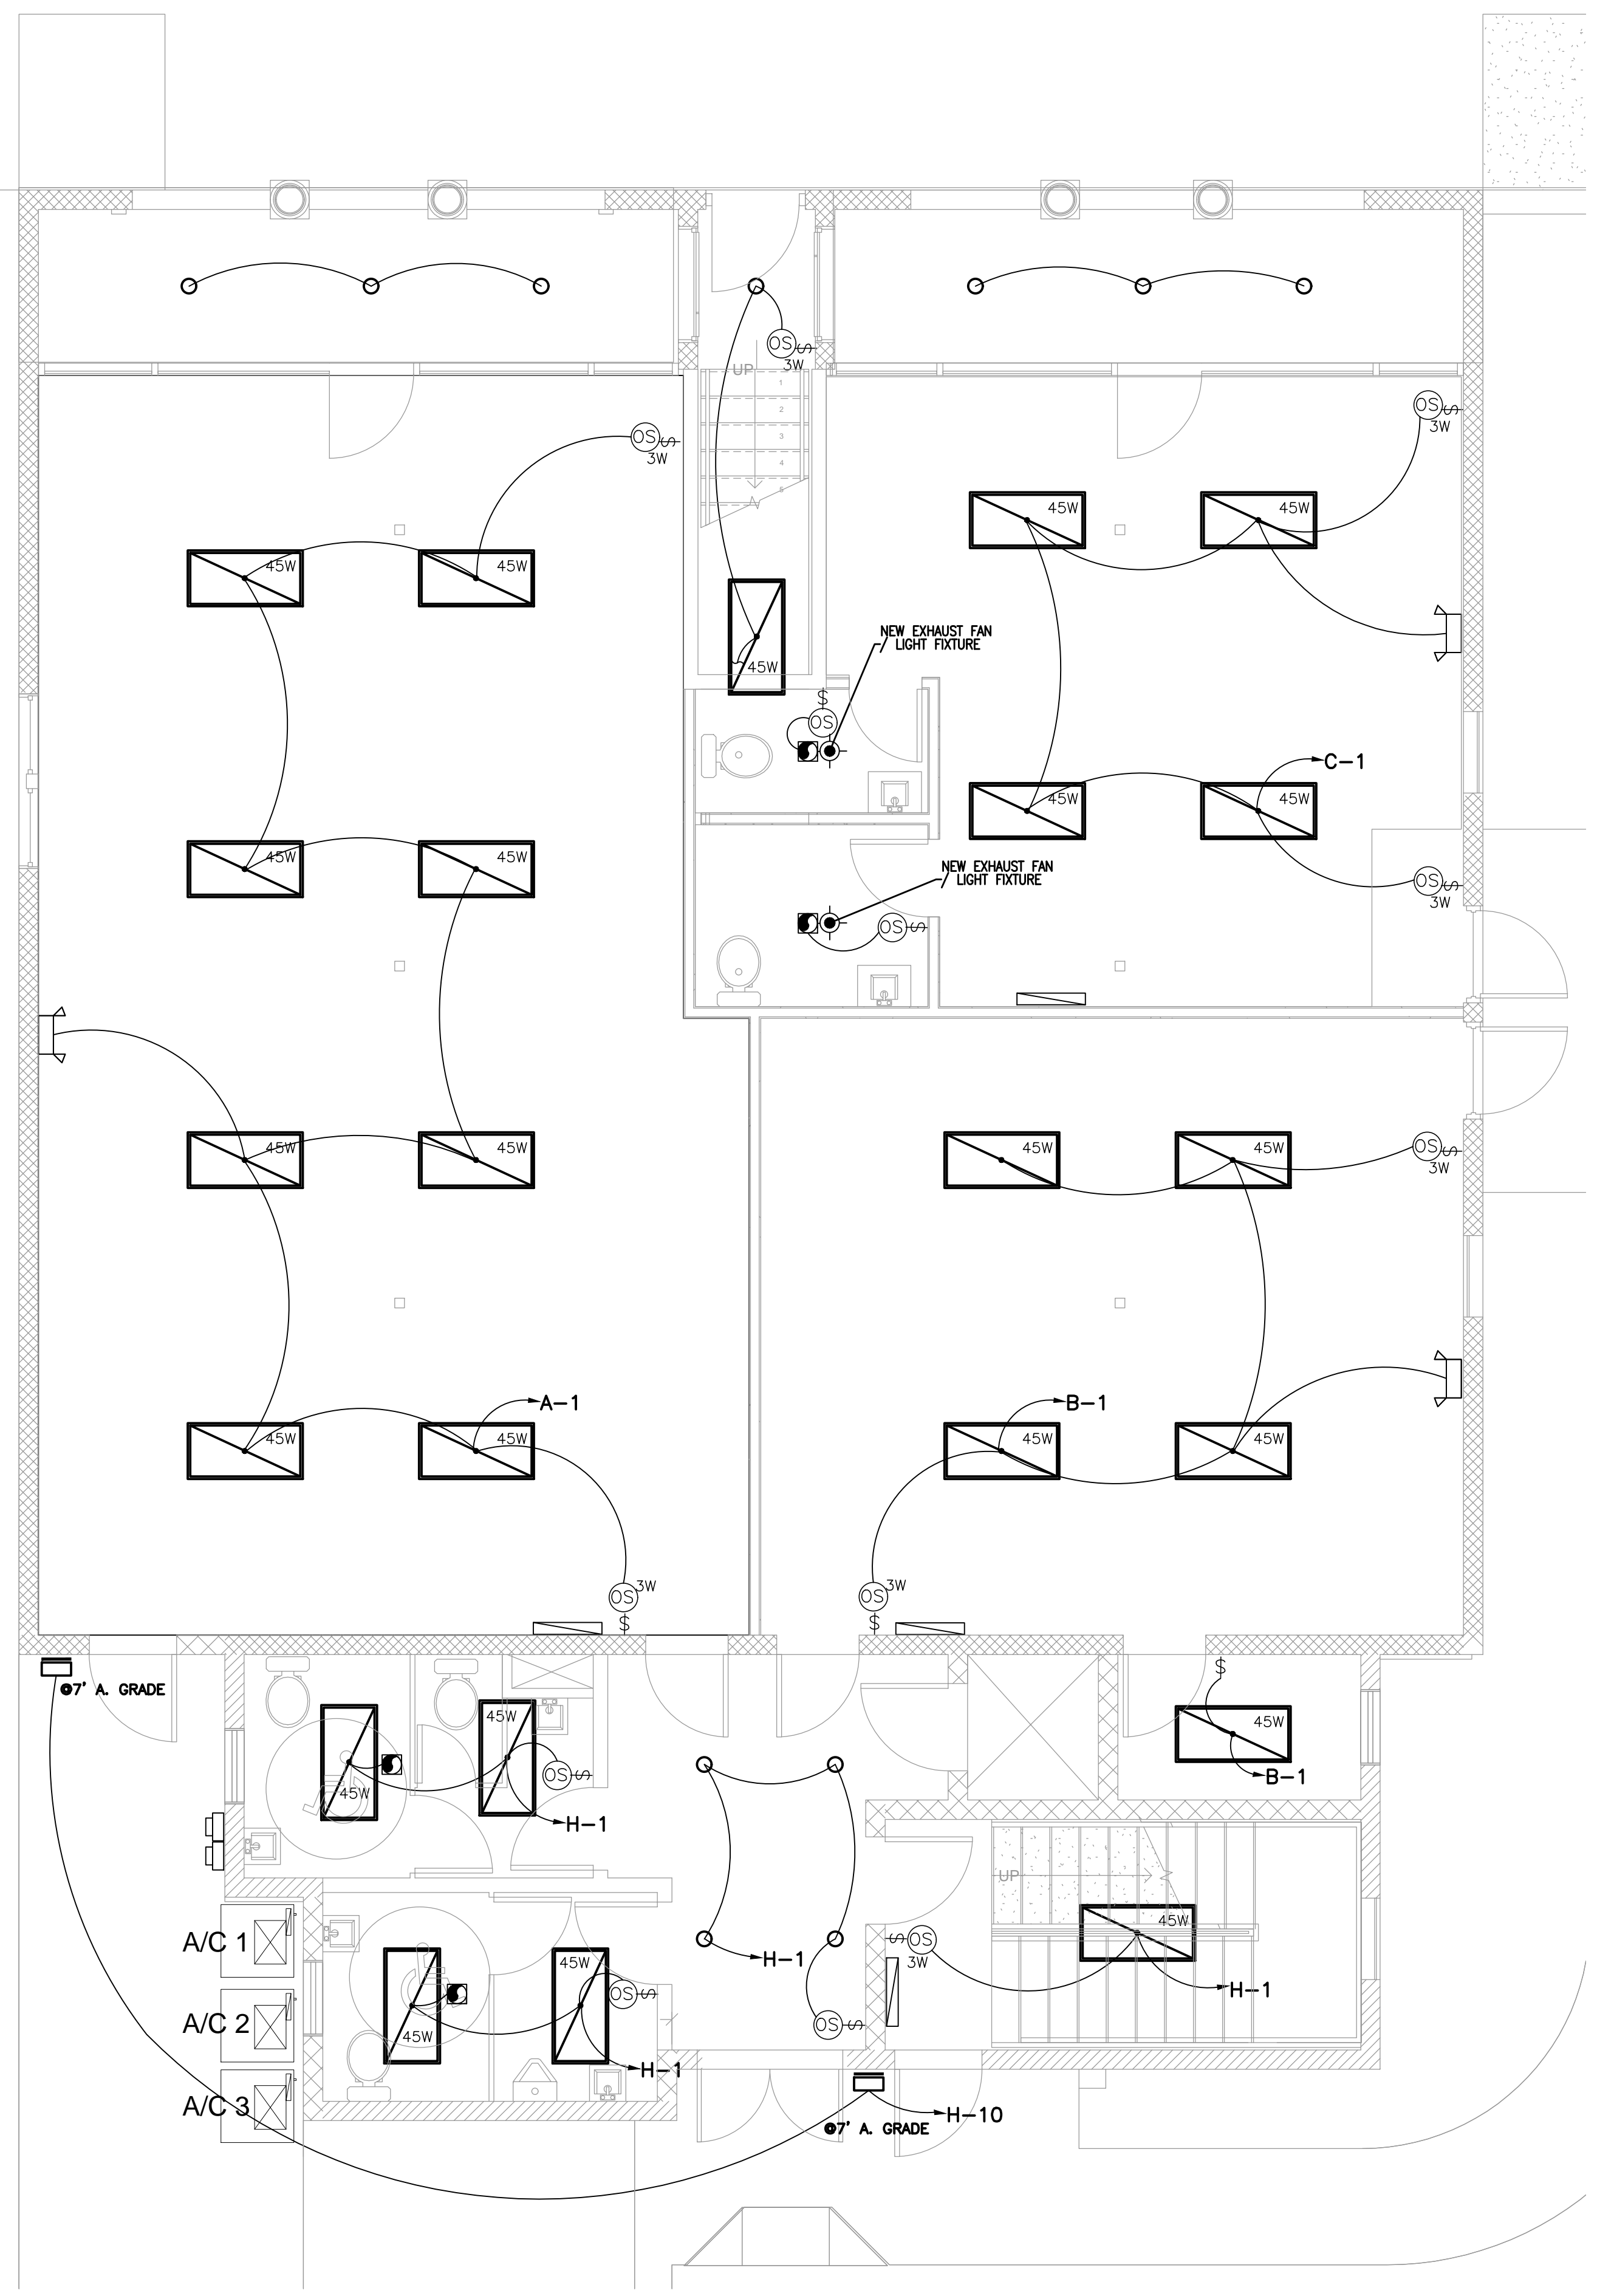 OS $
3W
UP
1
2
3
4
5
OS $
3W
OS $
3W
45W
45W
45W
45W
NEW EXHAUST FAN
LIGHT FIXTURE
45W
$
OS
C-1
45W
45W
45W
45W
NEW EXHAUST FAN
LIGHT FIXTURE
OS $
3W
OS $
45W
45W
45W
45W
OS $
3W
A-1
B-1
45W
45W
45W
45W
OS 3W
$
OS 3W
$
@7' A. GRADE
$
45W
45W
B-1
OS $
45W
H-1
UP
45W
A/C 1
$ OS
3W
H-1
45W
H-1
OS $
A/C 2
OS $
45W
H-1
A/C 3
H-10
@7' A. GRADE